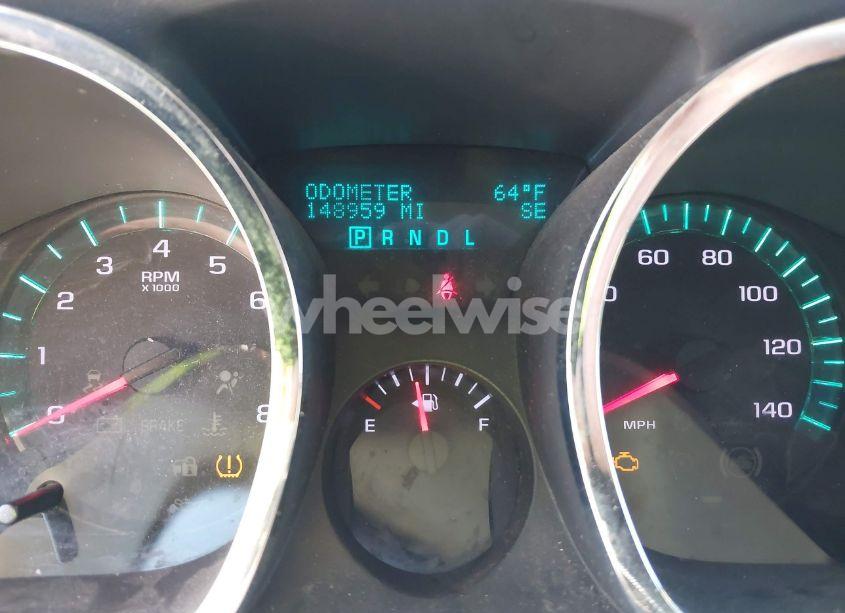 ODOMETER 64°F
148959 MI SE
P R N D L
0 1 2 3 4 5 6 8
RPM
X 1000
BRAKE
E F
60 80 100 120 140
MPH
wheelwise